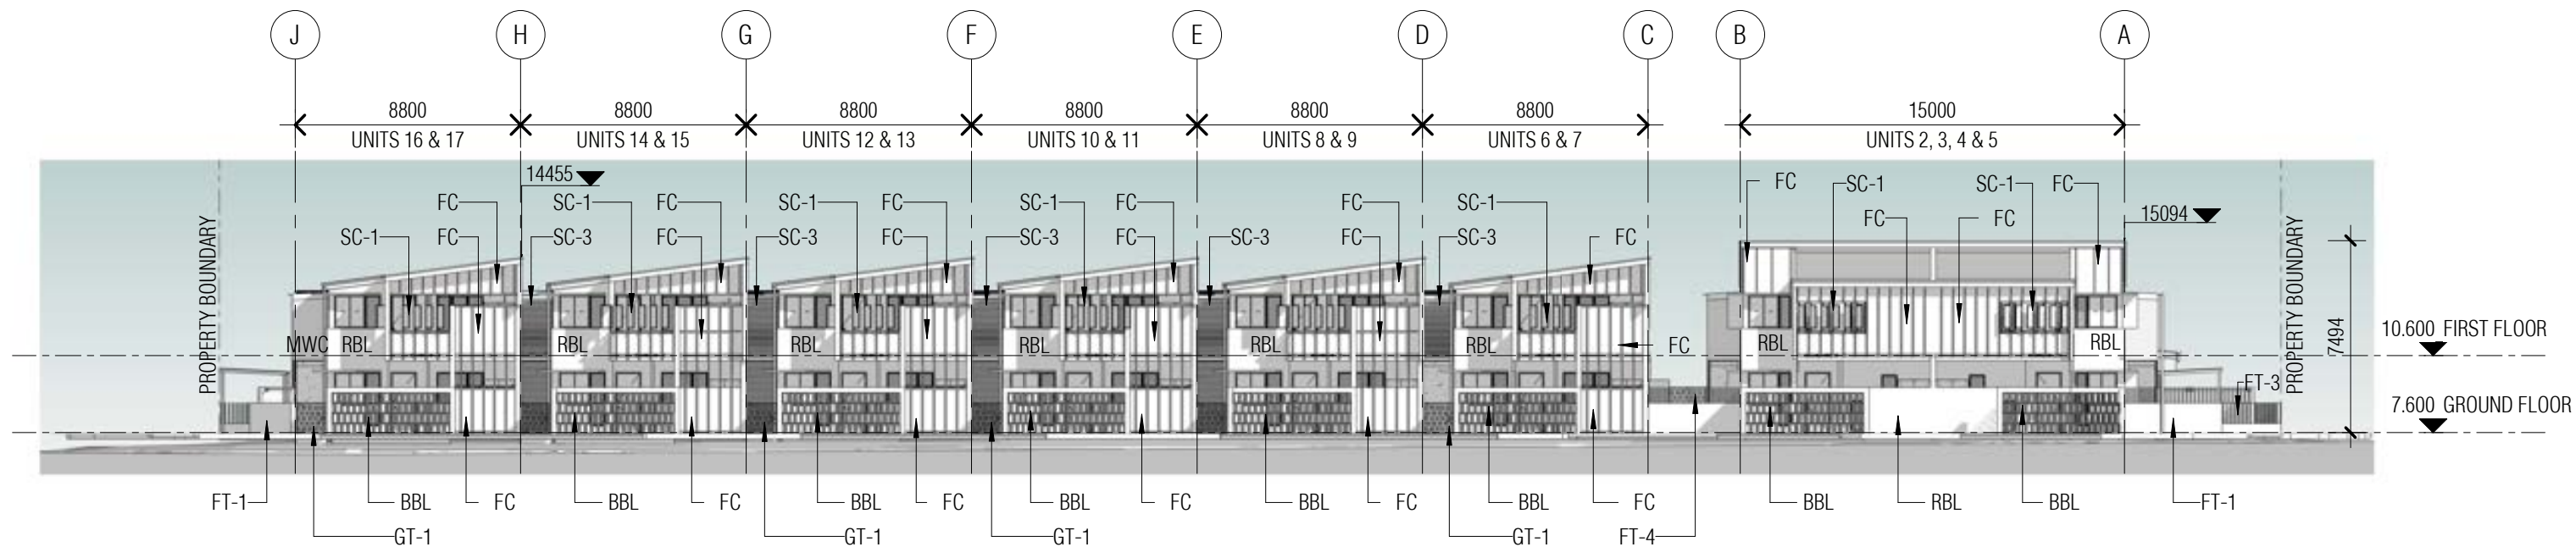 J H G F E D C B A
8800 8800 8800 8800 8800 8800 15000
UNITS 16 & 17 UNITS 14 & 15 UNITS 12 & 13 UNITS 10 & 11 UNITS 8 & 9 UNITS 6 & 7 UNITS 2, 3, 4 & 5
14455 FC SC-1 SC-1 FC
FC SC-1 FC SC-1 FC SC-1 FC FC SC-1 FC FC 15094
SC-1 FC SC-3 FC SC-3 FC SC-3 FC SC-3 FC SC-3 FC
PROPERTY BOUNDARY
PROPERTY BOUNDARY
7494
10.600 FIRST FLOOR
MWC RBL RBL RBL RBL RBL RBL FC RBL RBL
FT-3
7.600 GROUND FLOOR
FT-1 BBL FC BBL FC BBL FC BBL FC BBL FC BBL FC BBL RBL BBL FT-1
GT-1 GT-1 GT-1 GT-1 FT-4